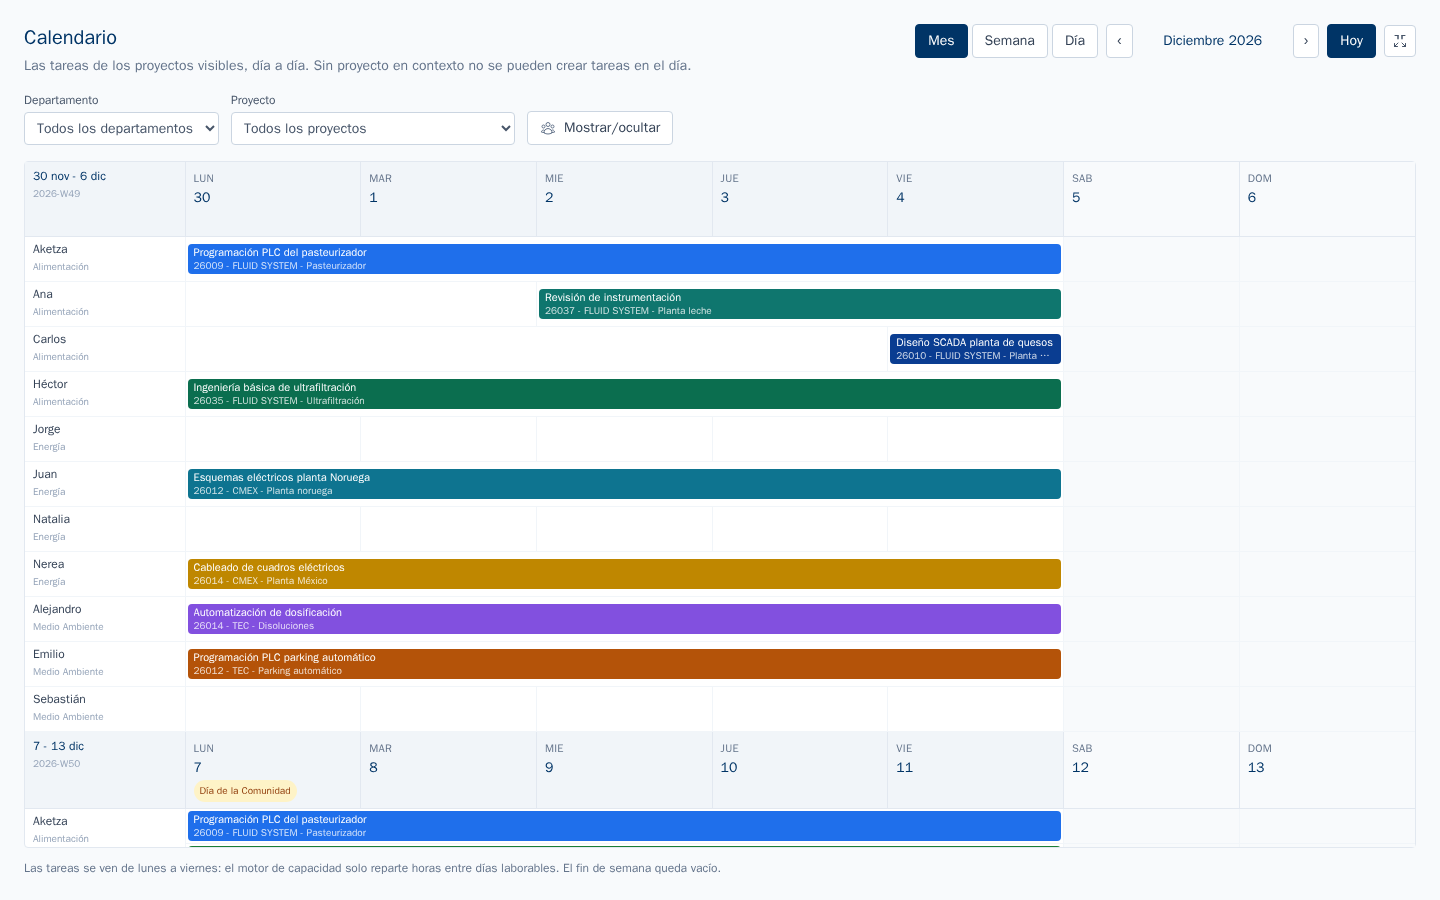 Calendario
Las tareas de los proyectos visibles, día a día. Sin proyecto en contexto no se pueden crear tareas en el día.
Mes Semana Día ‹ Diciembre 2026 › Hoy
Departamento
Todos los departamentos
Proyecto
Todos los proyectos
Mostrar/ocultar
30 nov - 6 dic
2026-W49
LUN 30
MAR 1
MIE 2
JUE 3
VIE 4
SAB 5
DOM 6
Aketza
Alimentación
Programación PLC del pasteurizador
26009 - FLUID SYSTEM - Pasteurizador
Ana
Alimentación
Revisión de instrumentación
26037 - FLUID SYSTEM - Planta leche
Carlos
Alimentación
Diseño SCADA planta de quesos
26010 - FLUID SYSTEM - Planta ···
Héctor
Alimentación
Ingeniería básica de ultrafiltración
26035 - FLUID SYSTEM - Ultrafiltración
Jorge
Energía
Juan
Energía
Esquemas eléctricos planta Noruega
26012 - CMEX - Planta noruega
Natalia
Energía
Nerea
Energía
Cableado de cuadros eléctricos
26014 - CMEX - Planta México
Alejandro
Medio Ambiente
Automatización de dosificación
26014 - TEC - Disoluciones
Emilio
Medio Ambiente
Programación PLC parking automático
26012 - TEC - Parking automático
Sebastián
Medio Ambiente
7 - 13 dic
2026-W50
LUN 7
Día de la Comunidad
MAR 8
MIE 9
JUE 10
VIE 11
SAB 12
DOM 13
Aketza
Alimentación
Programación PLC del pasteurizador
26009 - FLUID SYSTEM - Pasteurizador
Las tareas se ven de lunes a viernes: el motor de capacidad solo reparte horas entre días laborables. El fin de semana queda vacío.